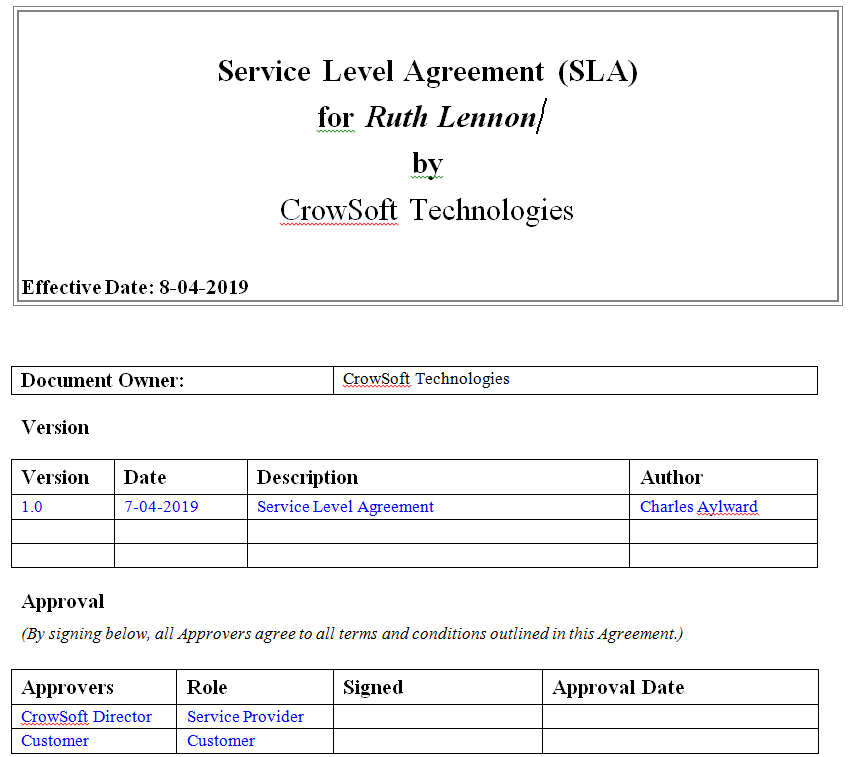 Service Level Agreement (SLA)
for Ruth Lennon/
by
CrowSoft Technologies
Effective Date: 8-04-2019
Document Owner: CrowSoft Technologies
Version
Version Date Description Author
1.0 7-04-2019 Service Level Agreement Charles Aylward
Approval
(By signing below, all Approvers agree to all terms and conditions outlined in this Agreement.)
Approvers Role Signed Approval Date
CrowSoft Director Service Provider
Customer Customer